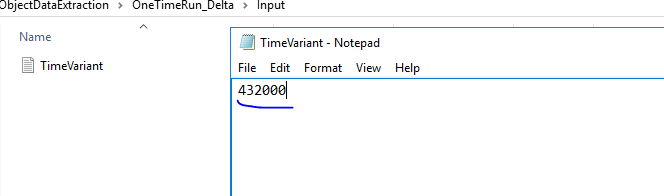 ObjectDataExtraction > OneTimeRun_Delta > Input
Name
TimeVariant
TimeVariant - Notepad
File Edit Format View Help
432000